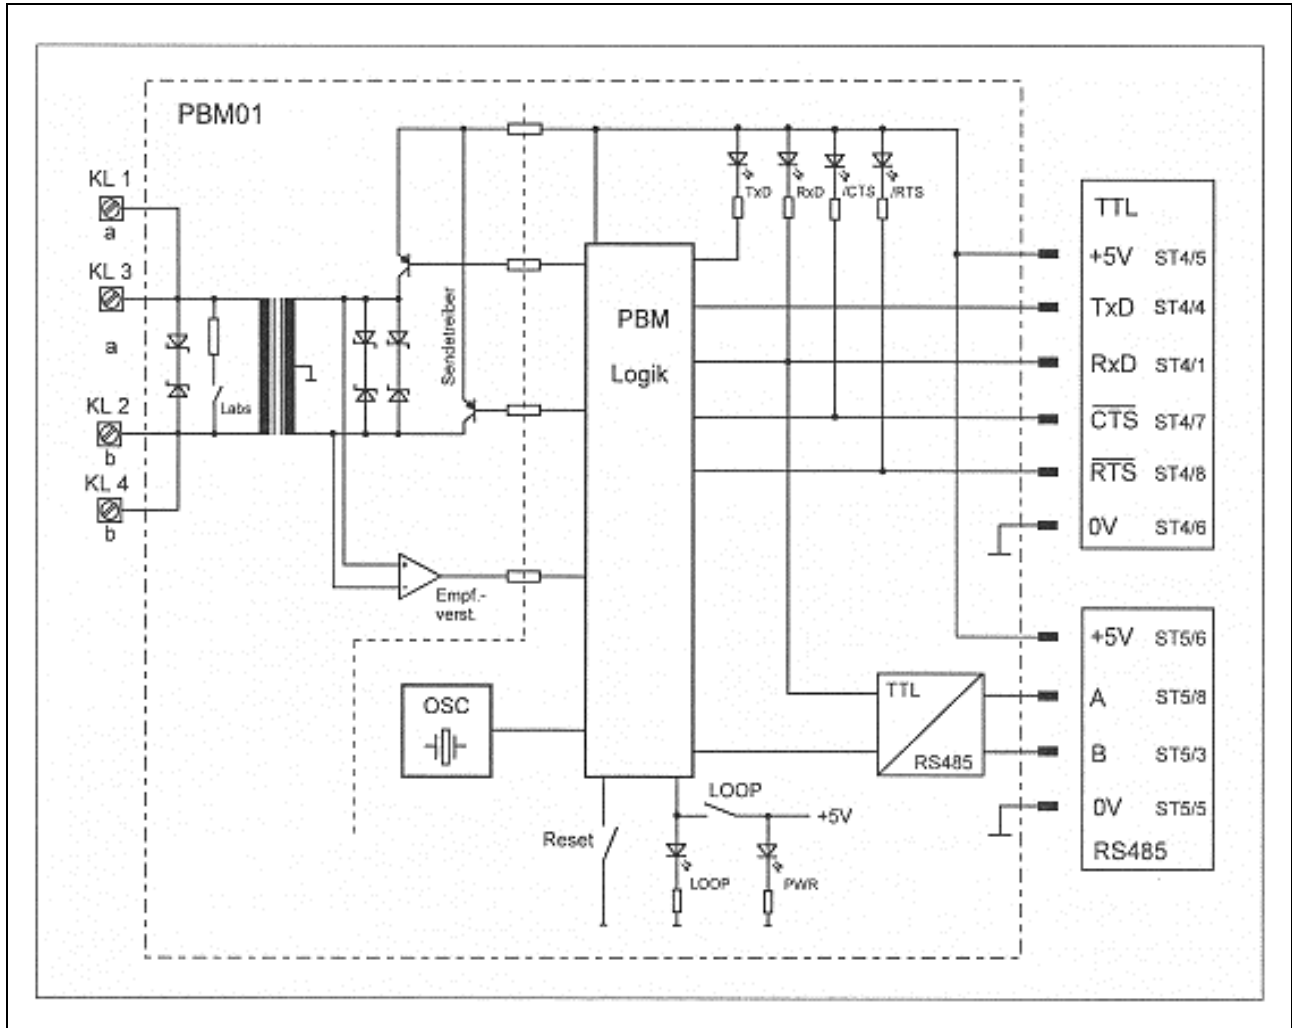 PBM01
KL 1
a
KL 3
a
KL 2
b
KL 4
b
Labs
Sendetreiber
Empf.-
verst.
OSC
PBM
Logik
TxD
RxD
/CTS
/RTS
Reset
LOOP
+5V
LOOP
PWR
TTL
RS485
TTL
+5V ST4/5
TxD ST4/4
RxD ST4/1
CTS ST4/7
RTS ST4/8
0V ST4/6
+5V ST5/6
A ST5/8
B ST5/3
0V ST5/5
RS485